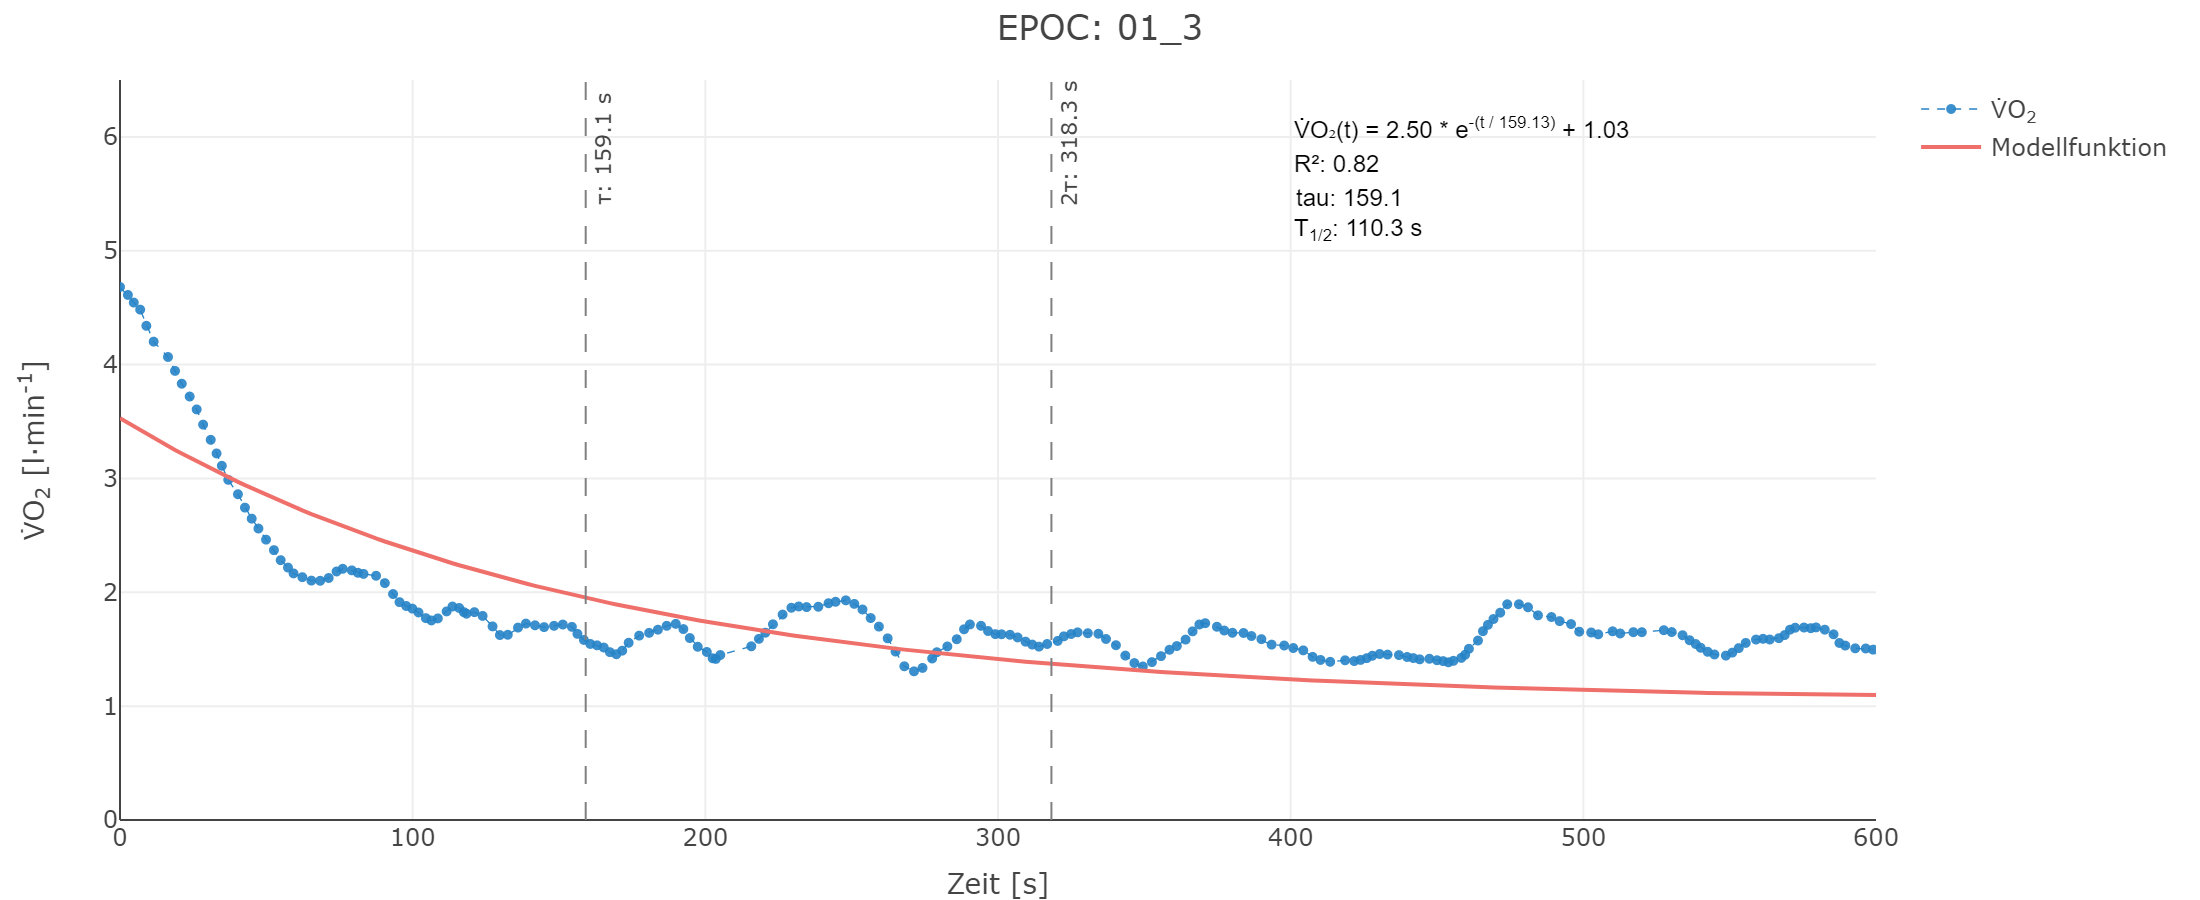 EPOC: 01_3
τ: 159.1 s
2τ: 318.3 s
V̇O₂(t) = 2.50 * e^-(t / 159.13) + 1.03
R²: 0.82
tau: 159.1
T1/2: 110.3 s
V̇O₂
Modellfunktion
V̇O₂ [l·min⁻¹]
6
5
4
3
2
1
0
0 100 200 300 400 500 600
Zeit [s]